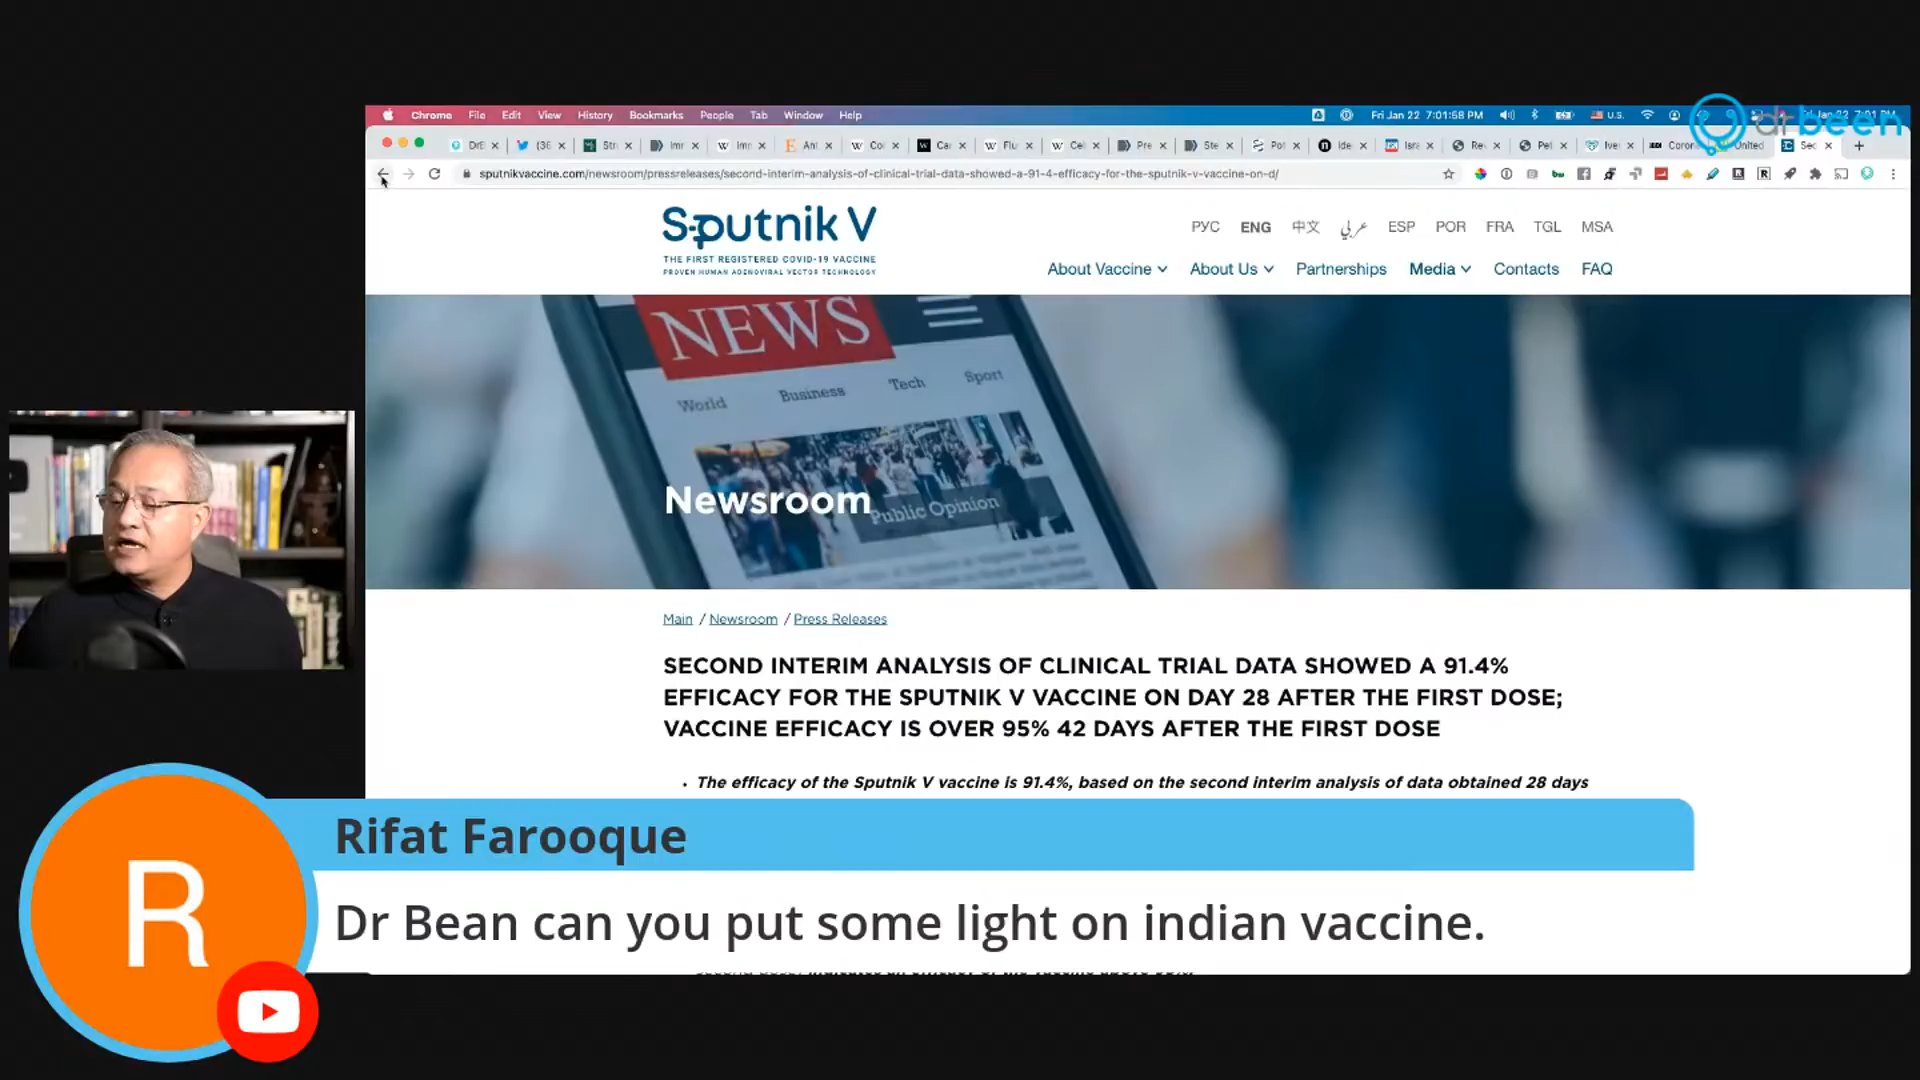 Chrome File Edit View History Bookmarks People Tab Window Help
U.S. Fri Jan 22 7:01:58 PM
drbeen
sputnikvaccine.com/newsroom/pressreleases/second-interim-analysis-of-clinical-trial-data-showed-a-91-4-efficacy-for-the-sputnik-v-vaccine-on-d/
Sputnik V
THE FIRST REGISTERED COVID-19 VACCINE
PROVEN HUMAN ADENOVIRAL VECTOR TECHNOLOGY
РУС ENG 中文 عربي ESP POR FRA TGL MSA
About Vaccine About Us Partnerships Media Contacts FAQ
NEWS
World Business Tech Sport
Newsroom
Public Opinion
Main / Newsroom / Press Releases
SECOND INTERIM ANALYSIS OF CLINICAL TRIAL DATA SHOWED A 91.4%
EFFICACY FOR THE SPUTNIK V VACCINE ON DAY 28 AFTER THE FIRST DOSE;
VACCINE EFFICACY IS OVER 95% 42 DAYS AFTER THE FIRST DOSE
• The efficacy of the Sputnik V vaccine is 91.4%, based on the second interim analysis of data obtained 28 days
Rifat Farooque
R
Dr Bean can you put some light on indian vaccine.